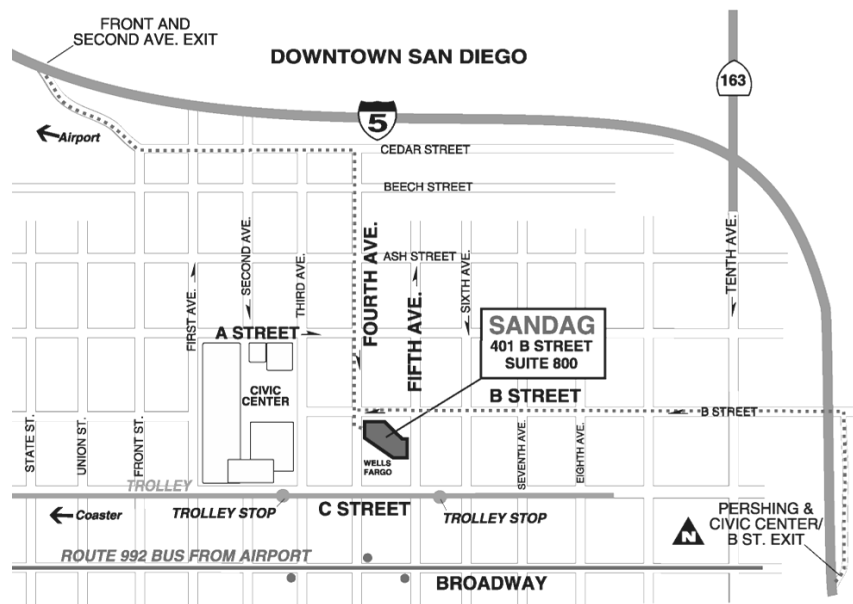 FRONT AND
SECOND AVE. EXIT
DOWNTOWN SAN DIEGO
163
5
Airport
CEDAR STREET
BEECH STREET
ASH STREET
FIRST AVE.
SECOND AVE.
THIRD AVE.
FOURTH AVE.
FIFTH AVE.
SIXTH AVE.
TENTH AVE.
A STREET
SANDAG
401 B STREET
SUITE 800
CIVIC
CENTER
B STREET
B STREET
STATE ST.
UNION ST.
FRONT ST.
SEVENTH AVE.
EIGHTH AVE.
WELLS
FARGO
TROLLEY
Coaster
TROLLEY STOP
C STREET
TROLLEY STOP
PERSHING &
CIVIC CENTER/
B ST. EXIT
N
ROUTE 992 BUS FROM AIRPORT
BROADWAY